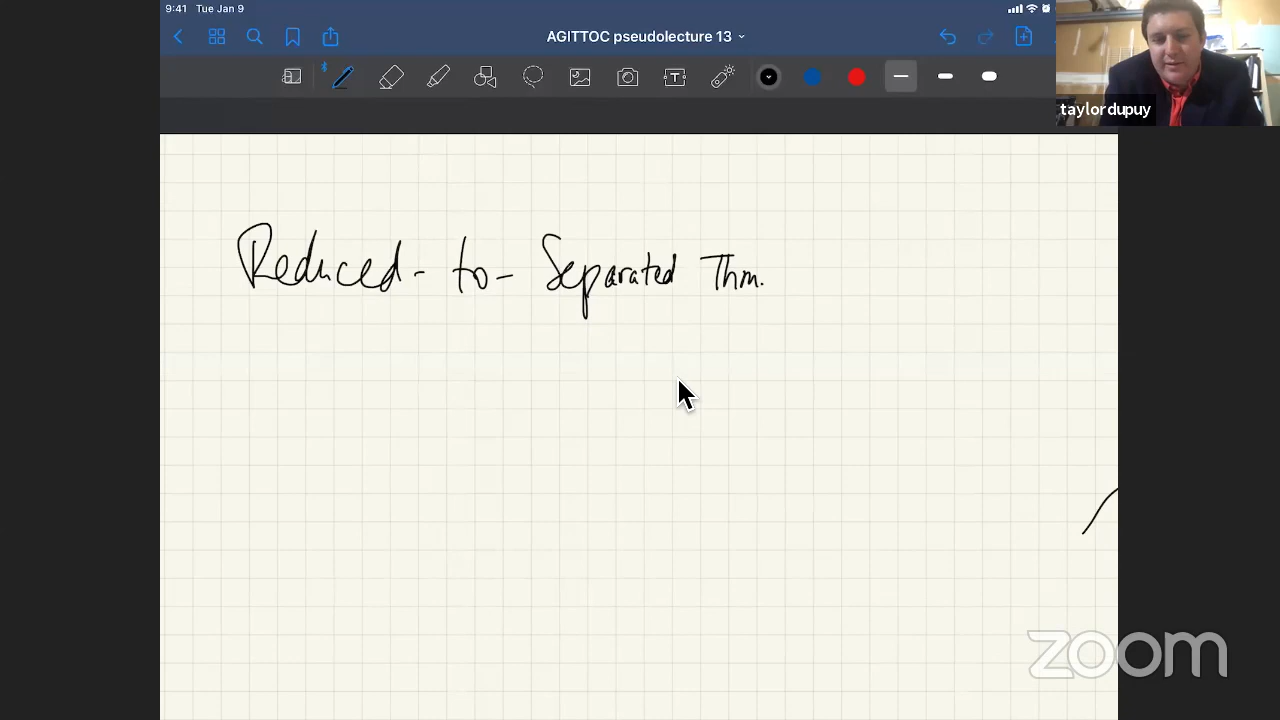 9:41 Tue Jan 9
AGITTOC pseudolecture 13
taylordupuy
Reduced-to-Separated Thm.
zoom